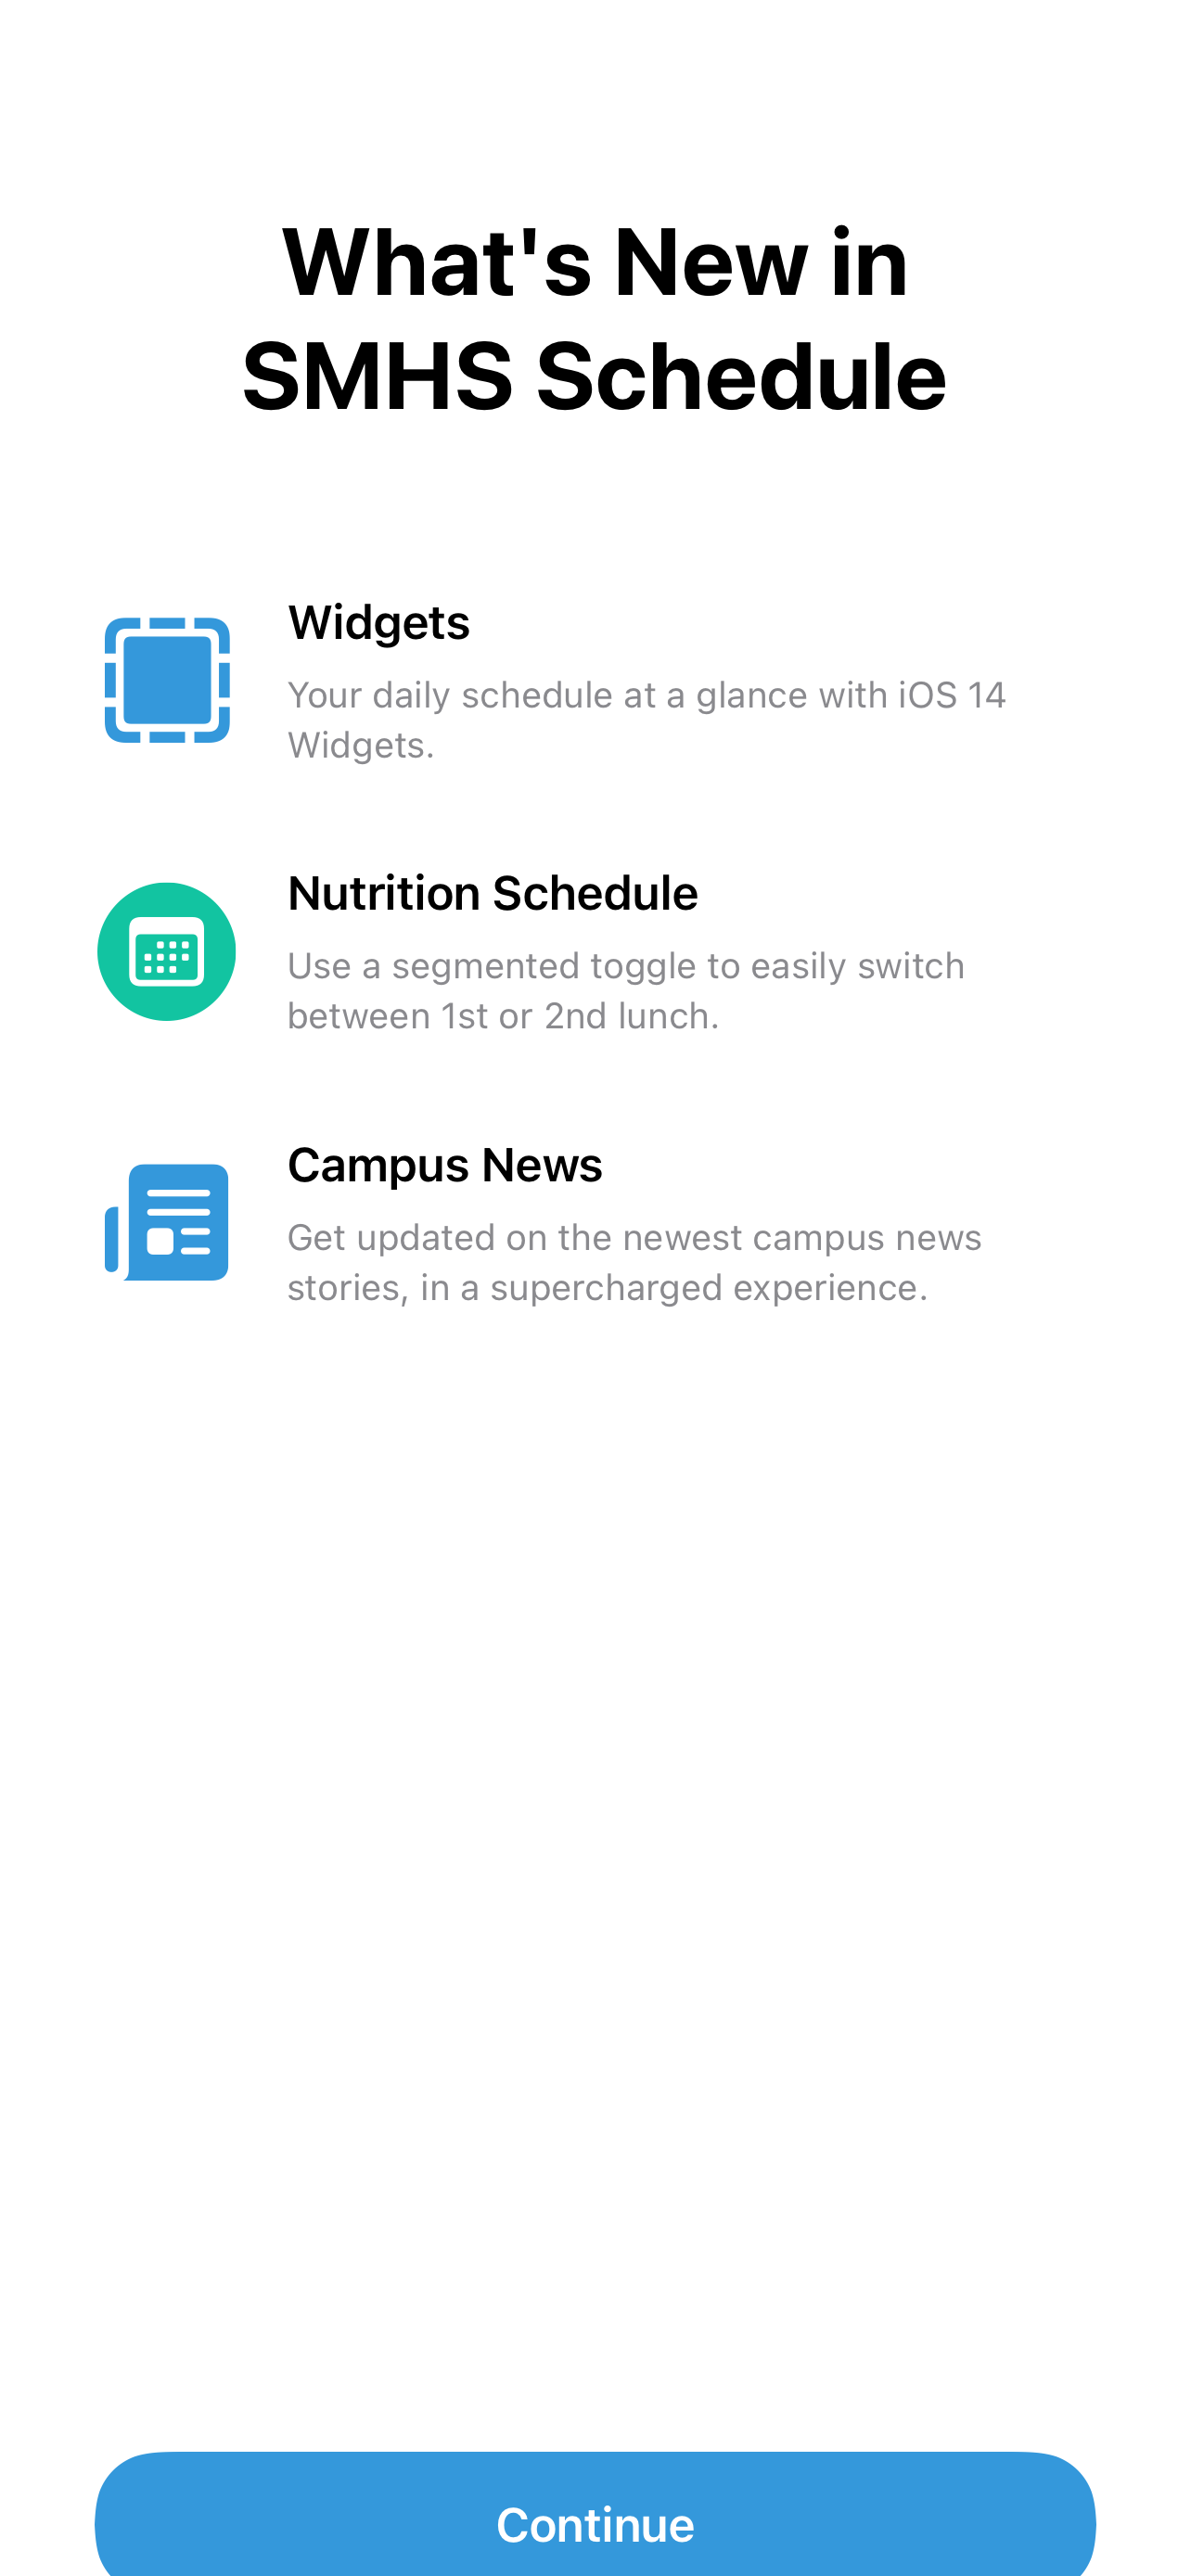 What's New in
SMHS Schedule
Widgets
Your daily schedule at a glance with iOS 14
Widgets.
Nutrition Schedule
Use a segmented toggle to easily switch
between 1st or 2nd lunch.
Campus News
Get updated on the newest campus news
stories, in a supercharged experience.
Continue